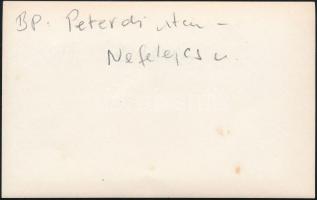 BP. Peterdi utca -
Nefelejcs u.